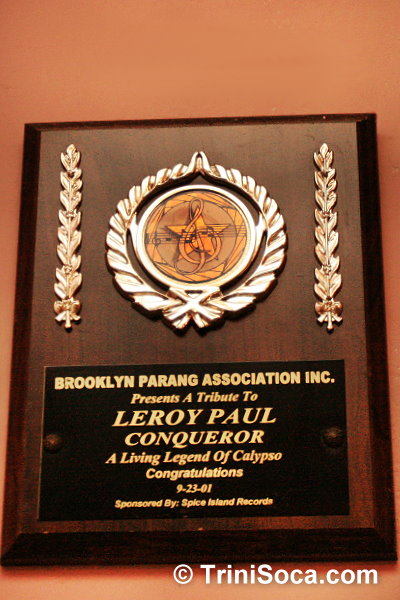 BROOKLYN PARANG ASSOCIATION INC.
Presents A Tribute To
LEROY PAUL
CONQUEROR
A Living Legend Of Calypso
Congratulations
9-23-01
Sponsored By: Spice Island Records
© TriniSoca.com